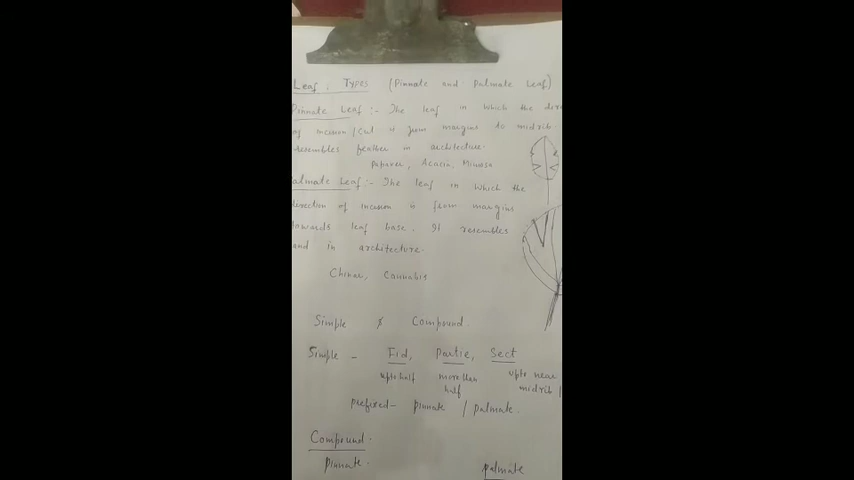 Leaf: Types (Pinnate and Palmate Leaf)
Pinnate Leaf :- The leaf in which the dire
of incision/cut is from margins to midrib
resembles feather in architecture.
Papaver, Acacia, Mimosa
almate Leaf :- The leaf in which the
direction of incision is from margins
towards leaf base. It resembles
and in architecture.
Cannabis
Simple & Compound.
Simple - Fid, Partie, Sect
upto half more than upto near
half midrib /
prefixed - pinnate / palmate.
Compound.
Pinnate. palmate